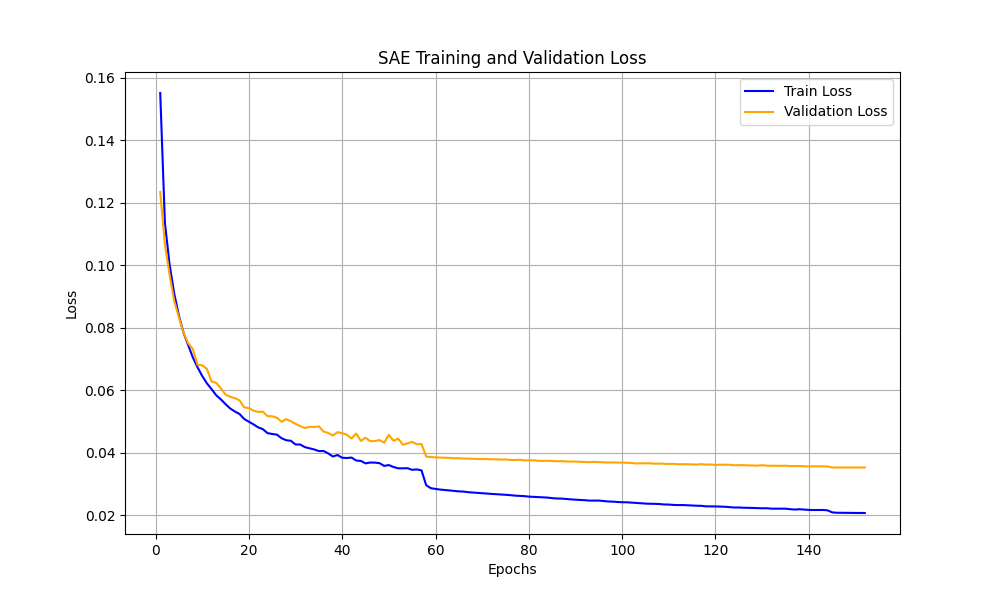 SAE Training and Validation Loss
Train Loss
Validation Loss
0.16
0.14
0.12
0.10
0.08
0.06
0.04
0.02
Loss
0 20 40 60 80 100 120 140
Epochs